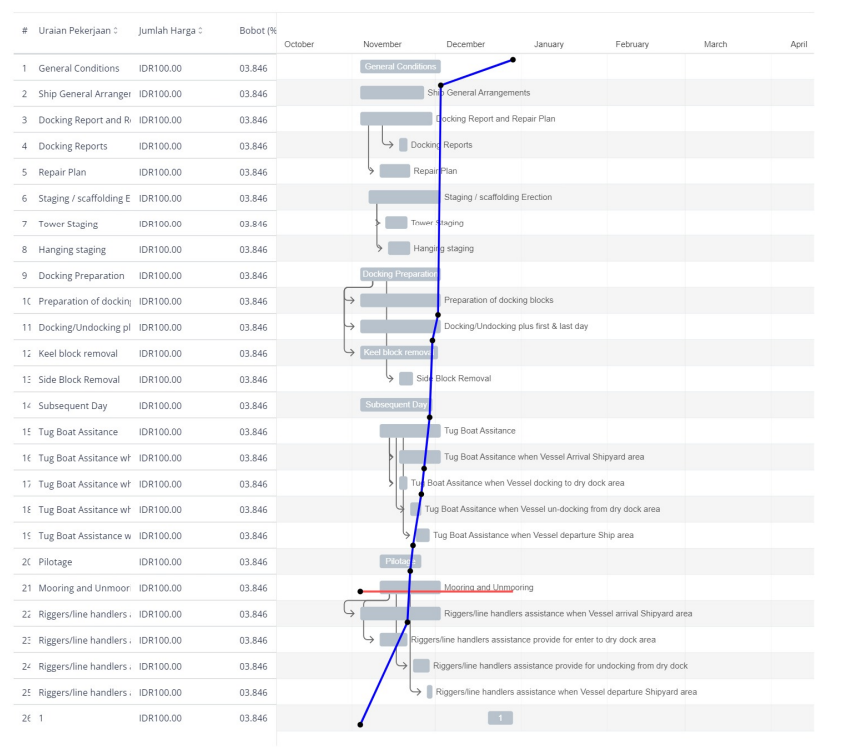 # Uraian Pekerjaan Jumlah Harga Bobot (%
October November December January February March April
1 General Conditions IDR100.00 03.846 General Conditions
2 Ship General Arranger IDR100.00 03.846 Ship General Arrangements
3 Docking Report and R IDR100.00 03.846 Docking Report and Repair Plan
4 Docking Reports IDR100.00 03.846 Docking Reports
5 Repair Plan IDR100.00 03.846 Repair Plan
6 Staging / scaffolding E IDR100.00 03.846 Staging / scaffolding Erection
7 Tower Staging IDR100.00 03.846 Tower Staging
8 Hanging staging IDR100.00 03.846 Hanging staging
9 Docking Preparation IDR100.00 03.846 Docking Preparation
10 Preparation of docking IDR100.00 03.846 Preparation of docking blocks
11 Docking/Undocking pl IDR100.00 03.846 Docking/Undocking plus first & last day
12 Keel block removal IDR100.00 03.846 Keel block removal
13 Side Block Removal IDR100.00 03.846 Side Block Removal
14 Subsequent Day IDR100.00 03.846 Subsequent Day
15 Tug Boat Assitance IDR100.00 03.846 Tug Boat Assitance
16 Tug Boat Assitance wh IDR100.00 03.846 Tug Boat Assitance when Vessel Arrival Shipyard area
17 Tug Boat Assitance wh IDR100.00 03.846 Tug Boat Assitance when Vessel docking to dry dock area
18 Tug Boat Assitance wh IDR100.00 03.846 Tug Boat Assitance when Vessel un-docking from dry dock area
19 Tug Boat Assistance w IDR100.00 03.846 Tug Boat Assistance when Vessel departure Ship area
20 Pilotage IDR100.00 03.846 Pilotage
21 Mooring and Unmoori IDR100.00 03.846 Mooring and Unmooring
22 Riggers/line handlers IDR100.00 03.846 Riggers/line handlers assistance when Vessel arrival Shipyard area
23 Riggers/line handlers IDR100.00 03.846 Riggers/line handlers assistance provide for enter to dry dock area
24 Riggers/line handlers IDR100.00 03.846 Riggers/line handlers assistance provide for undocking from dry dock
25 Riggers/line handlers IDR100.00 03.846 Riggers/line handlers assistance when Vessel departure Shipyard area
26 1 IDR100.00 03.846 1